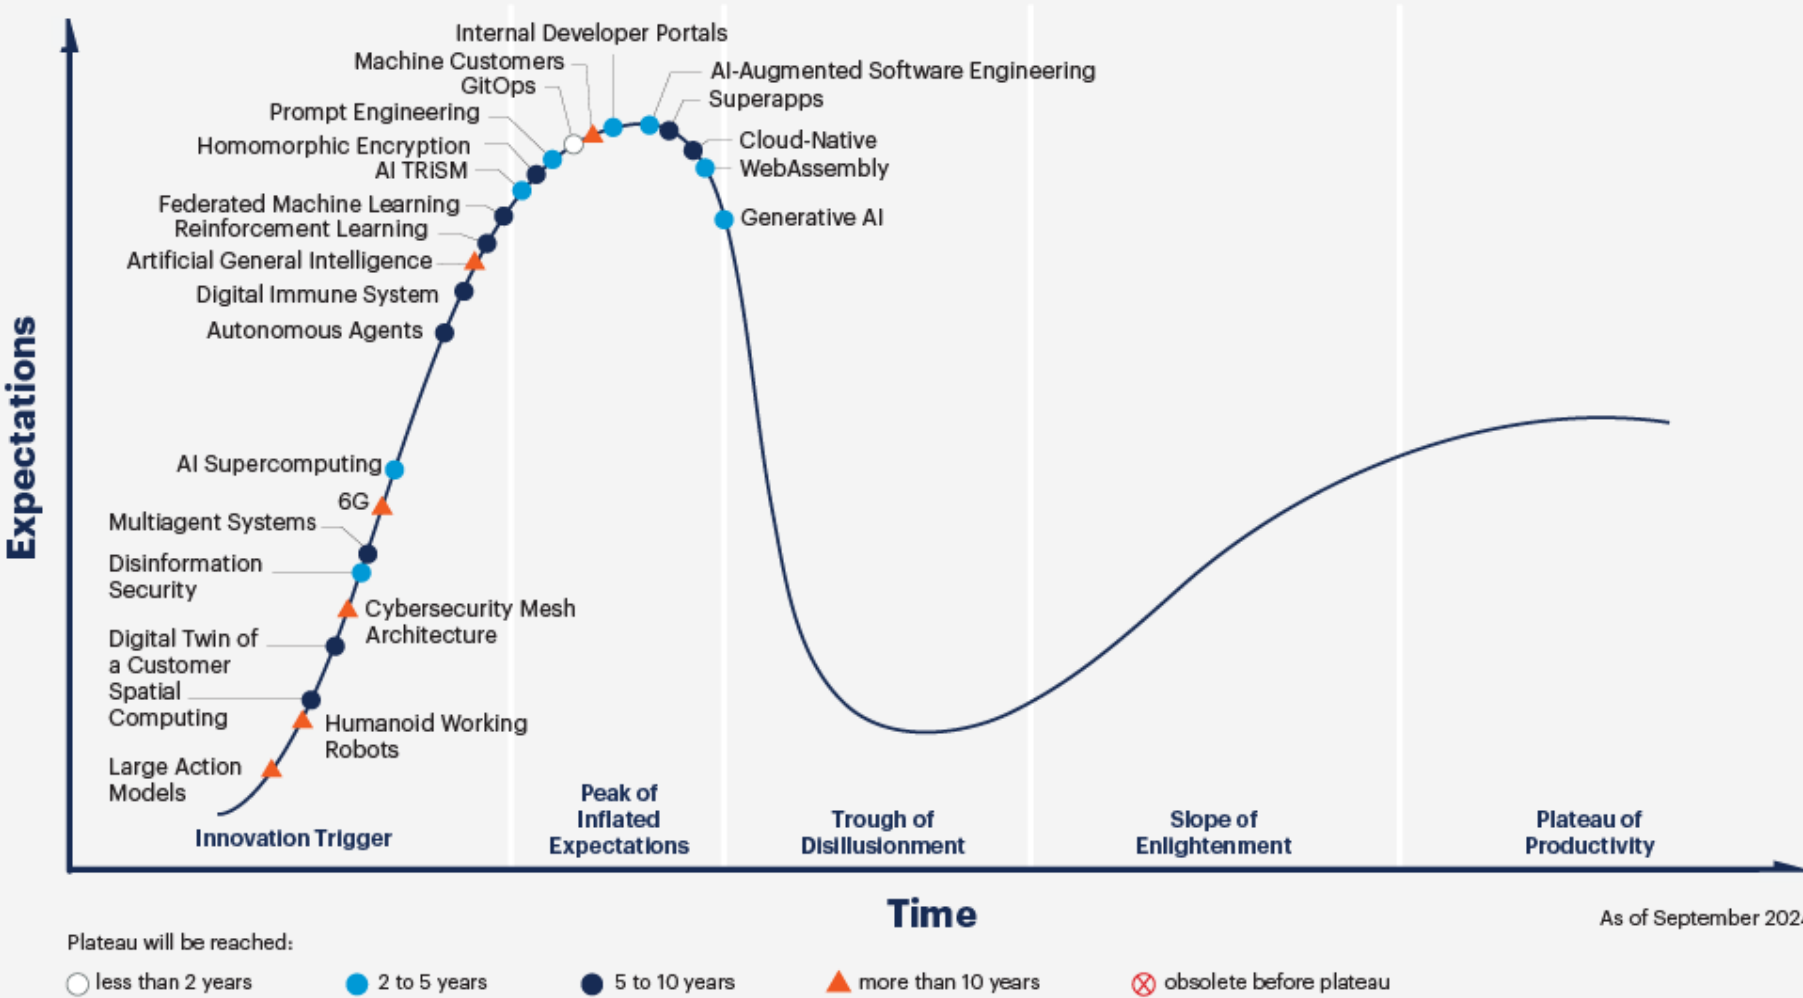 Internal Developer Portals
Machine Customers
GitOps
Prompt Engineering
Homomorphic Encryption
AI TRiSM
Federated Machine Learning
Reinforcement Learning
Artificial General Intelligence
Digital Immune System
Autonomous Agents
AI Supercomputing
6G
Multiagent Systems
Disinformation
Security
Digital Twin of
a Customer
Spatial
Computing
Large Action
Models
AI-Augmented Software Engineering
Superapps
Cloud-Native
WebAssembly
Generative AI
Cybersecurity Mesh
Architecture
Humanoid Working
Robots
Expectations
Innovation Trigger
Peak of
Inflated
Expectations
Trough of
Disillusionment
Slope of
Enlightenment
Plateau of
Productivity
Time
As of September 2024
Plateau will be reached:
less than 2 years
2 to 5 years
5 to 10 years
more than 10 years
obsolete before plateau